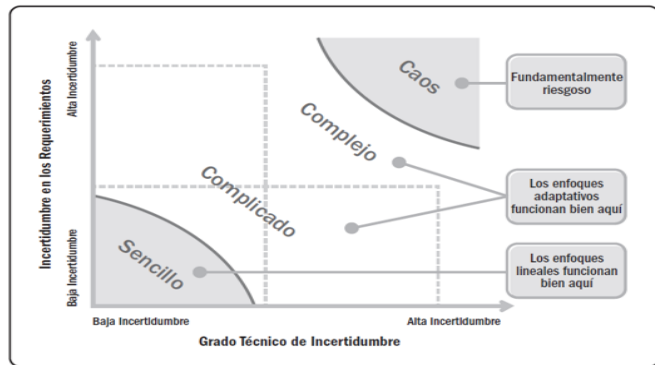 Incertidumbre en los Requerimientos
Alta Incertidumbre
Baja Incertidumbre
Caos
Complejo
Complicado
Sencillo
Fundamentalmente
riesgoso
Los enfoques
adaptativos
funcionan bien aquí
Los enfoques
lineales funcionan
bien aquí
Baja Incertidumbre
Alta Incertidumbre
Grado Técnico de Incertidumbre